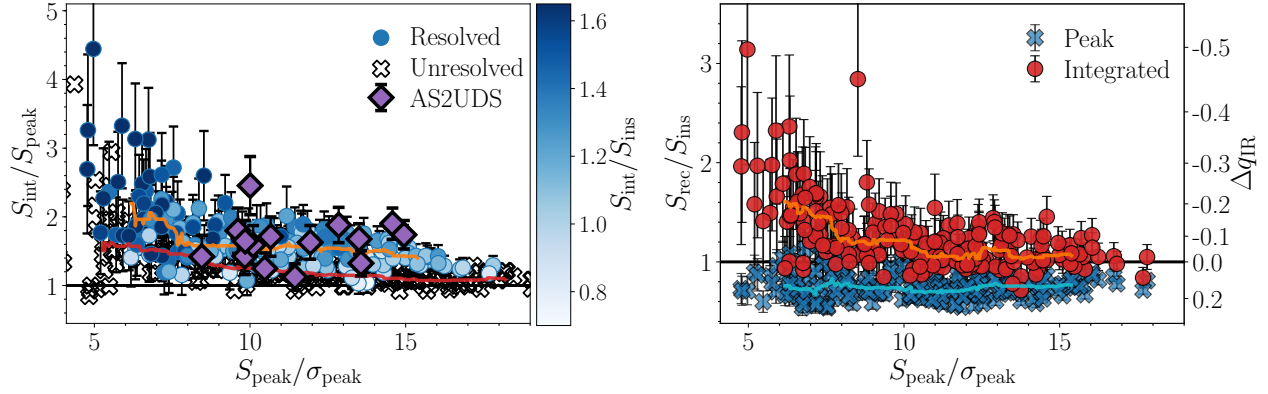 5
4
3
2
1
S_int/S_peak
5
10
15
S_peak/σ_peak
Resolved
Unresolved
AS2UDS
1.6
1.4
1.2
1.0
0.8
S_int/S_ins
3
2
1
S_rec/S_ins
5
10
15
S_peak/σ_peak
Peak
Integrated
-0.5
-0.4
-0.3
-0.2
-0.1
0.0
0.2
Δq_IR